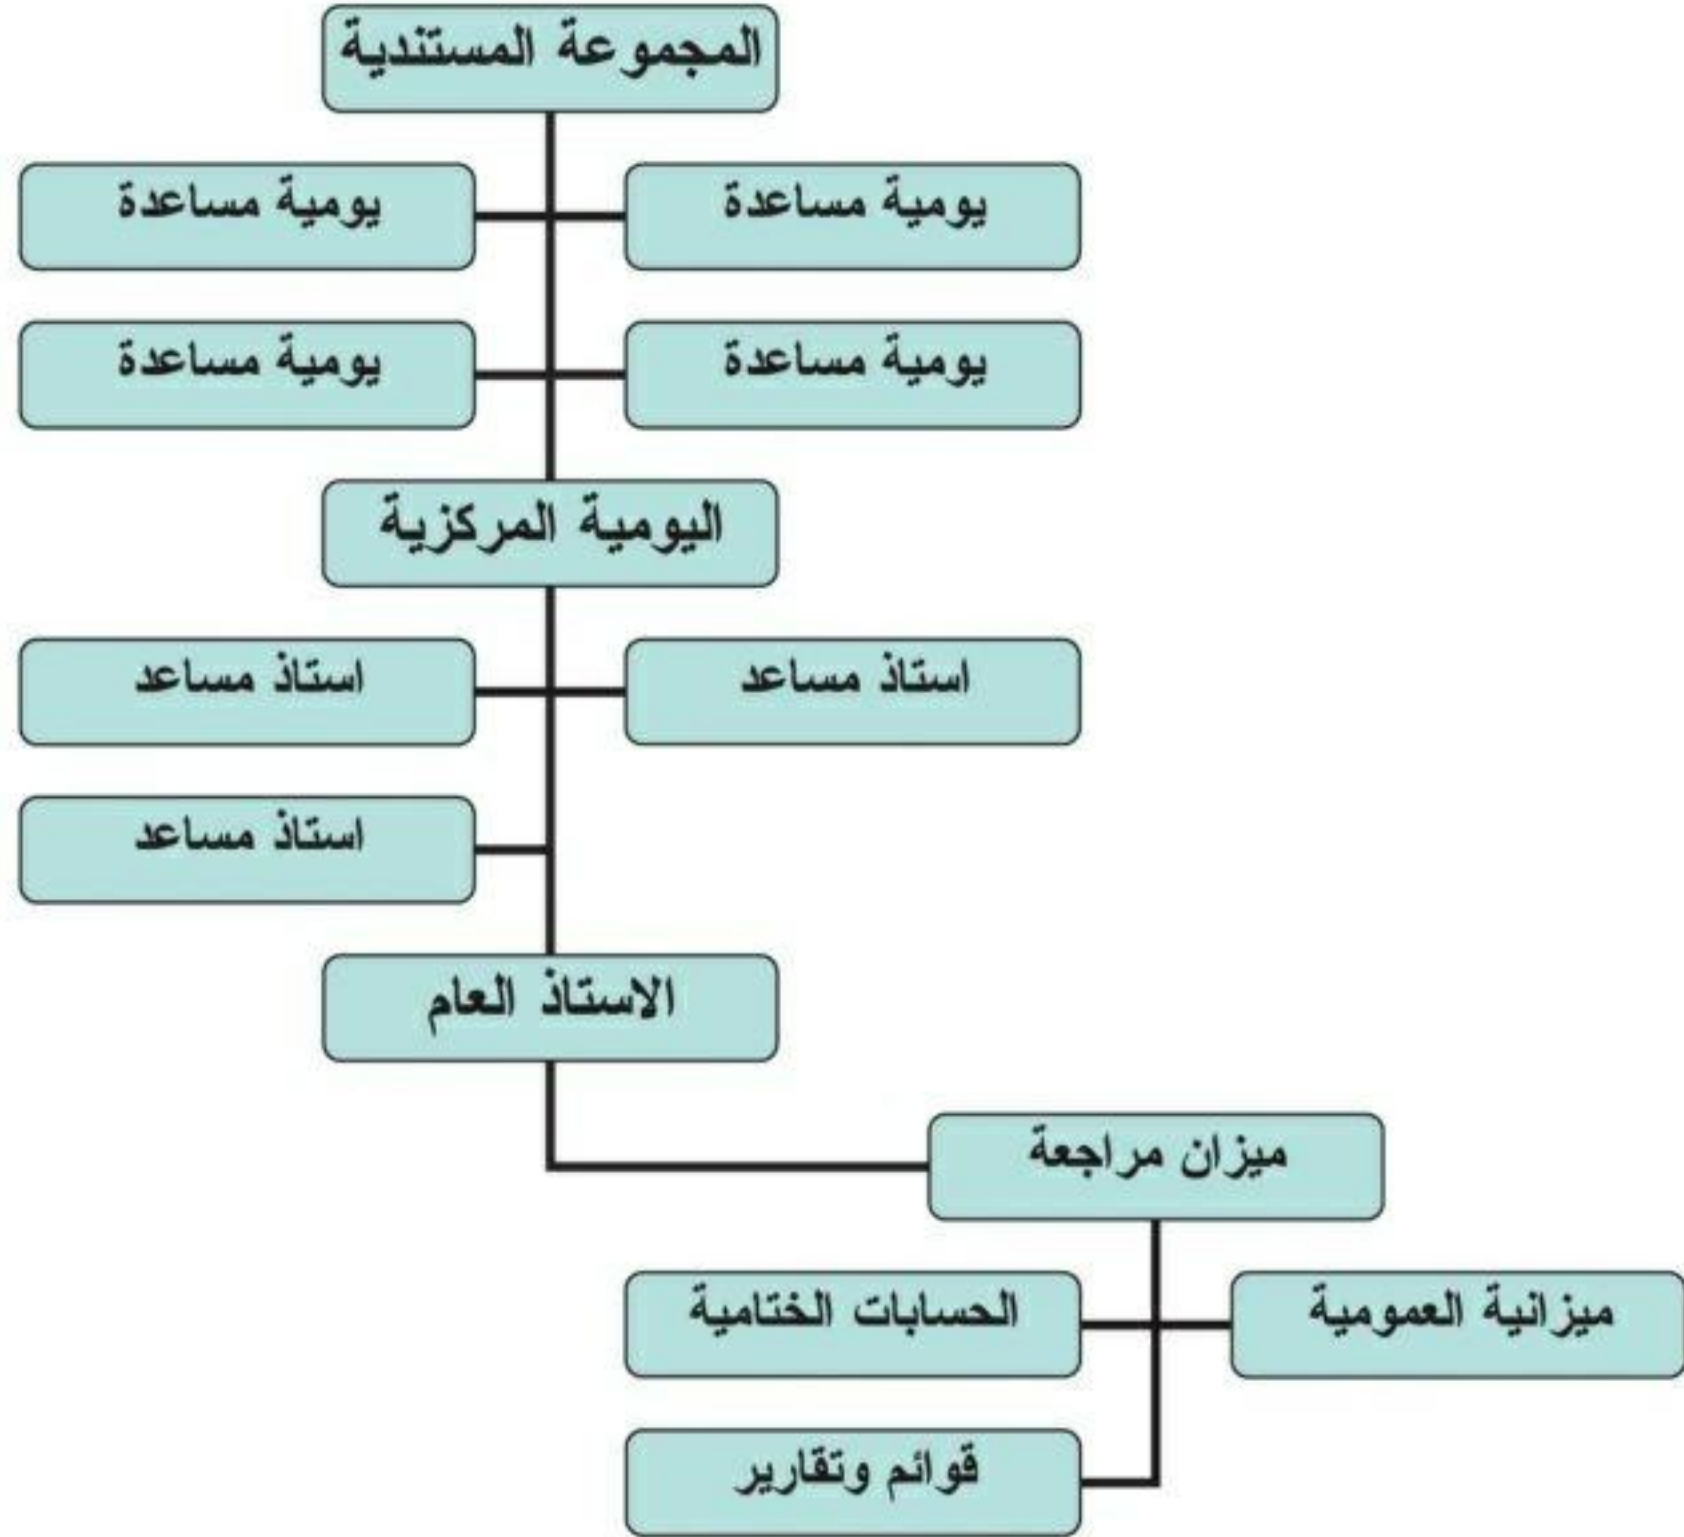 المجموعة المستندية
يومية مساعدة
يومية مساعدة
يومية مساعدة
يومية مساعدة
اليومية المركزية
استاذ مساعد
استاذ مساعد
استاذ مساعد
الاستاذ العام
ميزان مراجعة
ميزانية العمومية
الحسابات الختامية
قوائم وتقارير